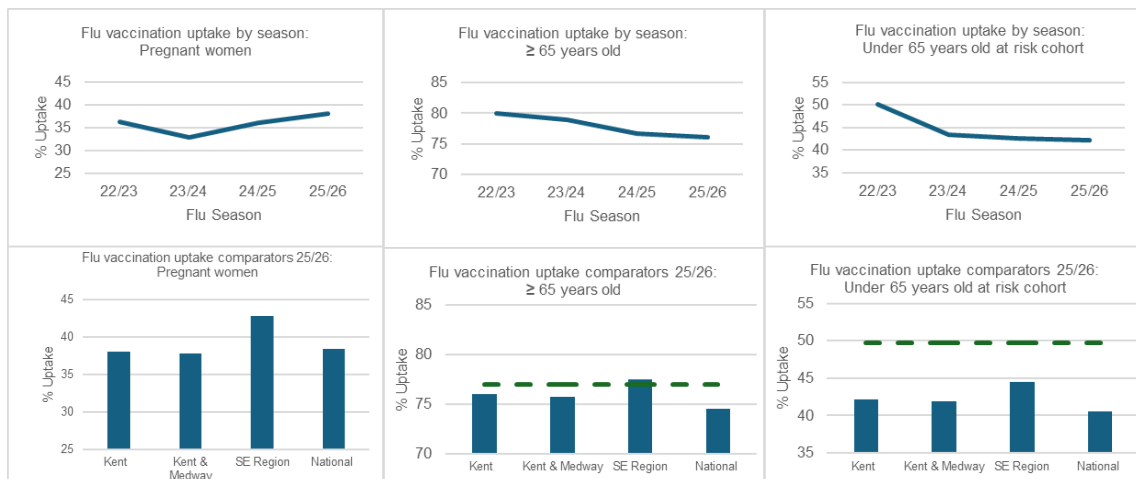 Flu vaccination uptake by season:
Pregnant women
% Uptake
45
40
35
30
25
22/23 23/24 24/25 25/26
Flu Season
Flu vaccination uptake by season:
≥ 65 years old
% Uptake
85
80
75
70
22/23 23/24 24/25 25/26
Flu Season
Flu vaccination uptake by season:
Under 65 years old at risk cohort
% Uptake
55
50
45
40
35
22/23 23/24 24/25 25/26
Flu Season
Flu vaccination uptake comparators 25/26:
Pregnant women
% Uptake
45
40
35
30
25
Kent Kent & Medway SE Region National
Flu vaccination uptake comparators 25/26:
≥ 65 years old
% Uptake
85
80
75
70
Kent Kent & Medway SE Region National
Flu vaccination uptake comparators 25/26:
Under 65 years old at risk cohort
% Uptake
55
50
45
40
35
Kent Kent & Medway SE Region National